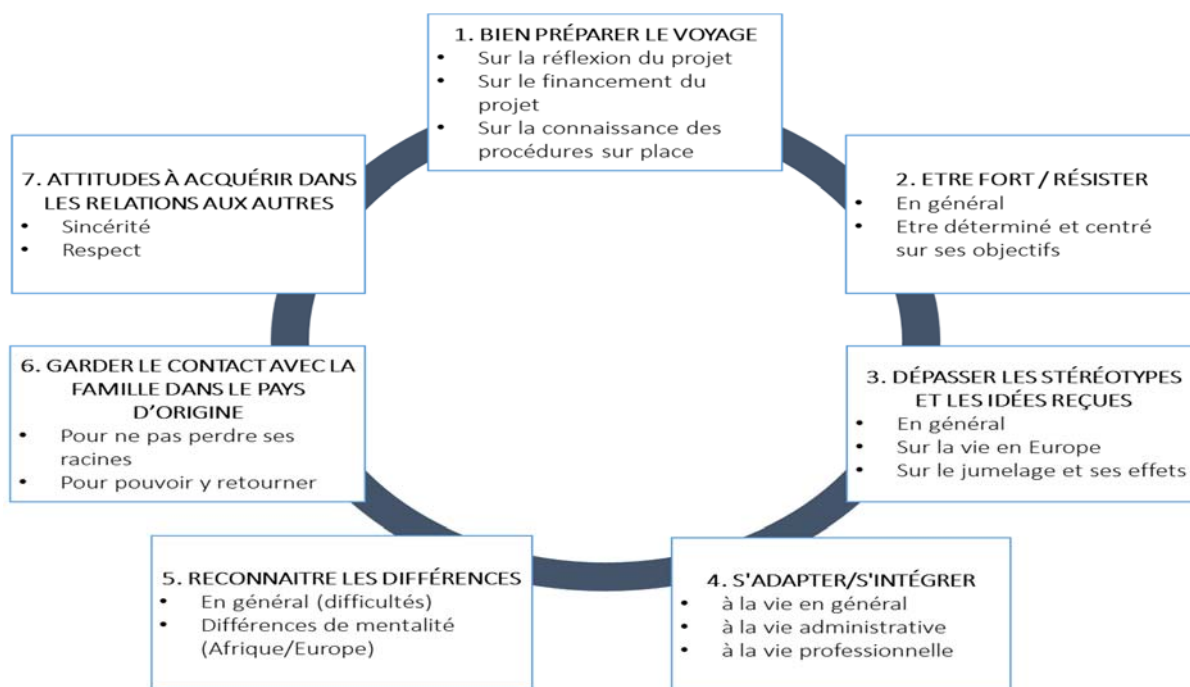 1. BIEN PRÉPARER LE VOYAGE
• Sur la réflexion du projet
• Sur le financement du
projet
• Sur la connaissance des
procédures sur place
2. ETRE FORT / RÉSISTER
• En général
• Etre déterminé et centré
sur ses objectifs
3. DÉPASSER LES STÉRÉOTYPES
ET LES IDÉES REÇUES
• En général
• Sur la vie en Europe
• Sur le jumelage et ses effets
4. S'ADAPTER/S'INTÉGRER
• à la vie en général
• à la vie administrative
• à la vie professionnelle
5. RECONNAITRE LES DIFFÉRENCES
• En général (difficultés)
• Différences de mentalité
(Afrique/Europe)
6. GARDER LE CONTACT AVEC LA
FAMILLE DANS LE PAYS
D’ORIGINE
• Pour ne pas perdre ses
racines
• Pour pouvoir y retourner
7. ATTITUDES À ACQUÉRIR DANS
LES RELATIONS AUX AUTRES
• Sincérité
• Respect